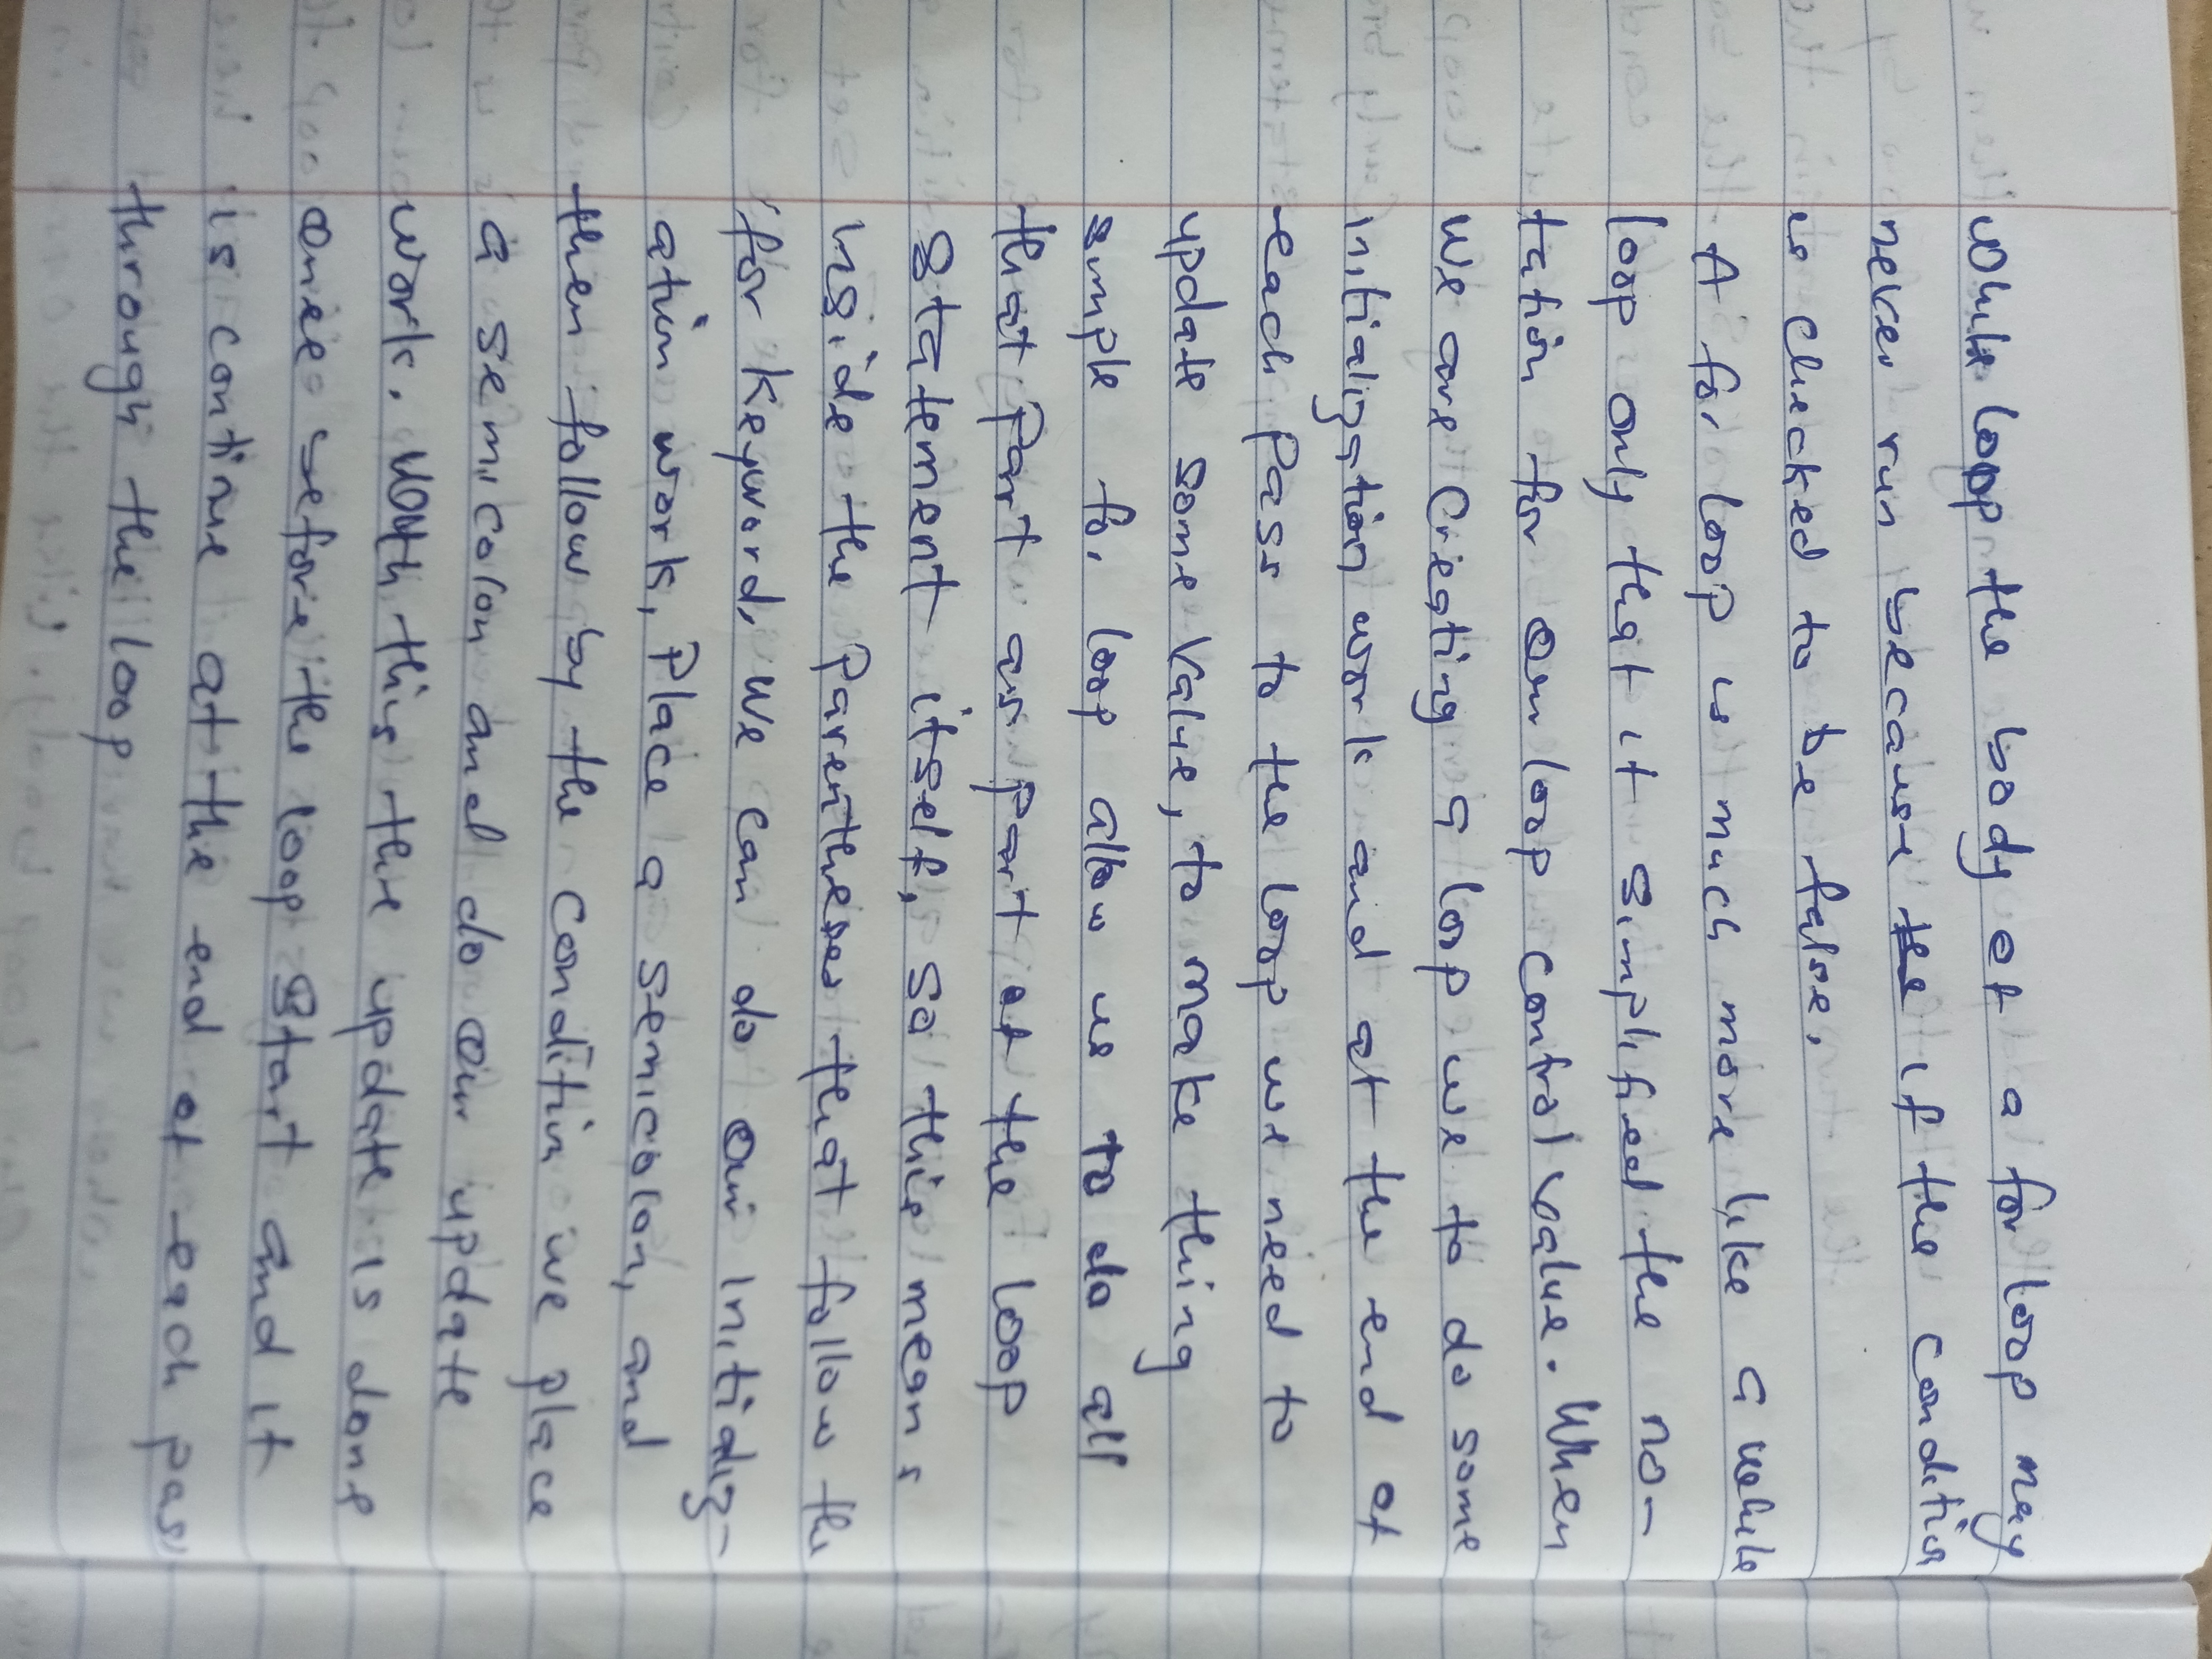 While loop the body of a for loop may
never run because the if the condition
is checked to be false.
A for loop is much more like a while
loop only that it simplified the no-
tation for our loop control value. When
we are creating a loop we to do some
initialization work and at the end of
each pass to the loop we need to
update some value, to make thing
simple for loop allow us to do all
that part as part of the loop
statement itself, so this means
inside the parentheses that follow the
for keyword, we can do our initializ-
ation work, place a semicolon, and
then follow by the condition we place
a semicolon and do our update
work. With this the update is done
once before the loop start and it
is continue at the end of each pass
through the loop